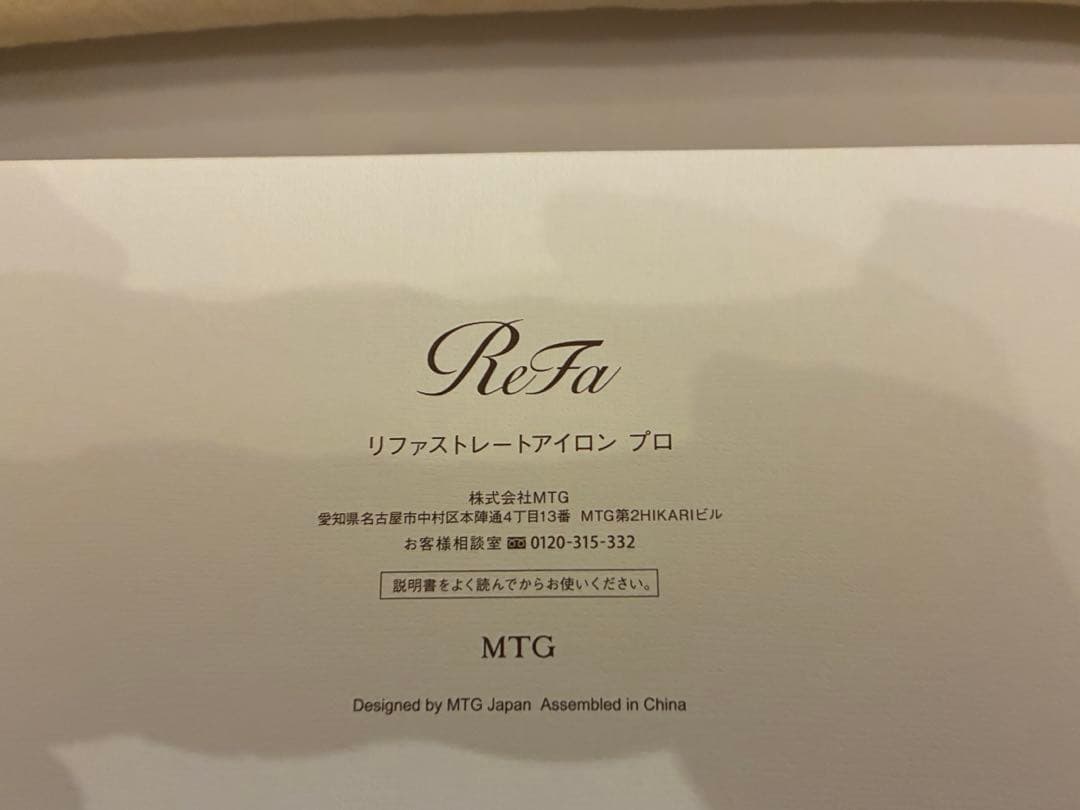 ReFa
リファストレートアイロン プロ
株式会社MTG
愛知県名古屋市中村区本陣通4丁目13番 MTG第2HIKARIビル
お客様相談室 0120-315-332
説明書をよく読んでからお使いください。
MTG
Designed by MTG Japan Assembled in China